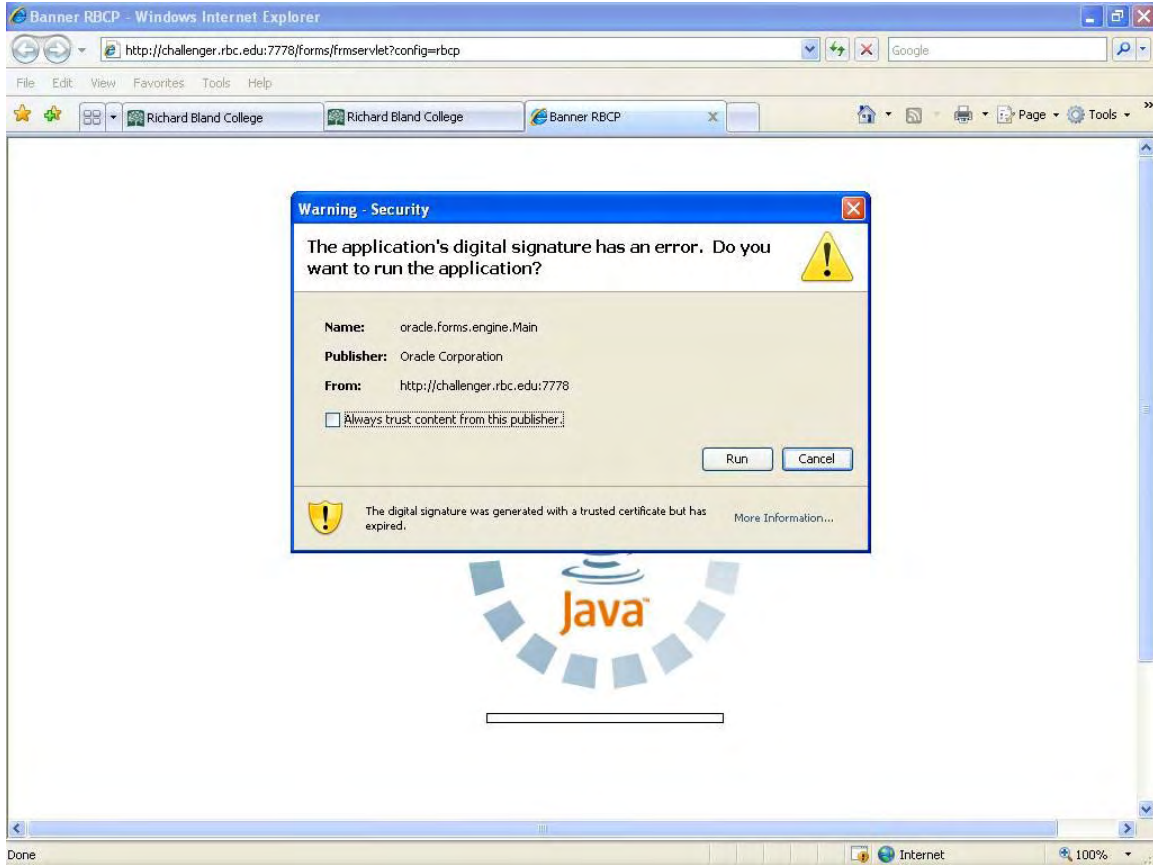 Banner RBCP - Windows Internet Explorer
http://challenger.rbc.edu:7778/forms/frmservlet?config=rbcp
Google
File Edit View Favorites Tools Help
Richard Bland College Richard Bland College Banner RBCP Page Tools
Warning - Security
The application's digital signature has an error. Do you
want to run the application?
Name: oracle.forms.engine.Main
Publisher: Oracle Corporation
From: http://challenger.rbc.edu:7778
Always trust content from this publisher.
Run Cancel
The digital signature was generated with a trusted certificate but has
expired.
More Information...
Java™
Done Internet 100%